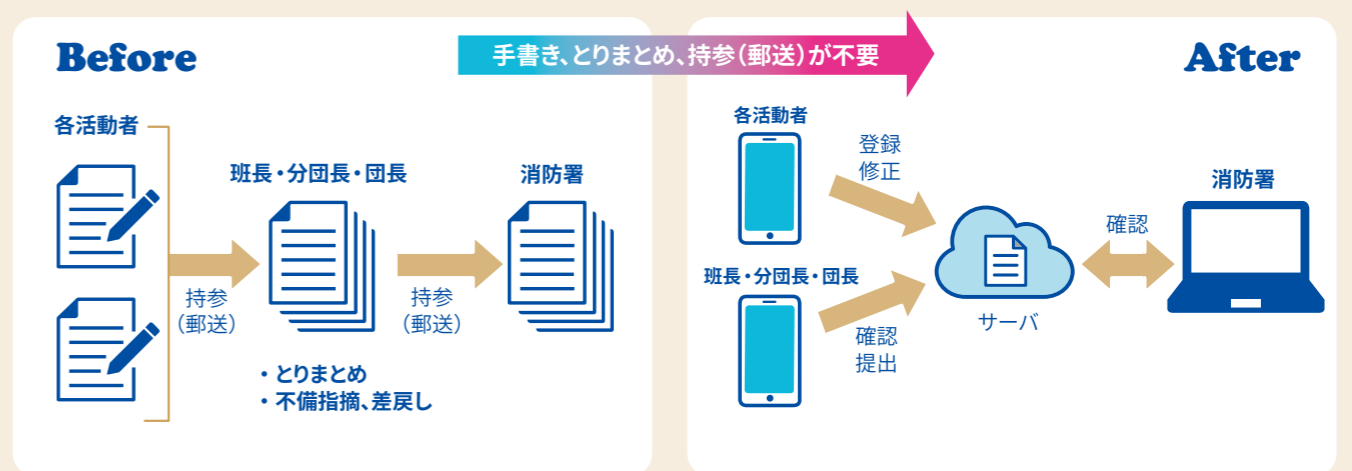 Before
手書き、とりまとめ、持参（郵送）が不要
After
各活動者
班長・分団長・団長
消防署
持参
（郵送）
持参
（郵送）
・とりまとめ
・不備指摘、差戻し
各活動者
登録
修正
班長・分団長・団長
確認
提出
サーバ
確認
消防署